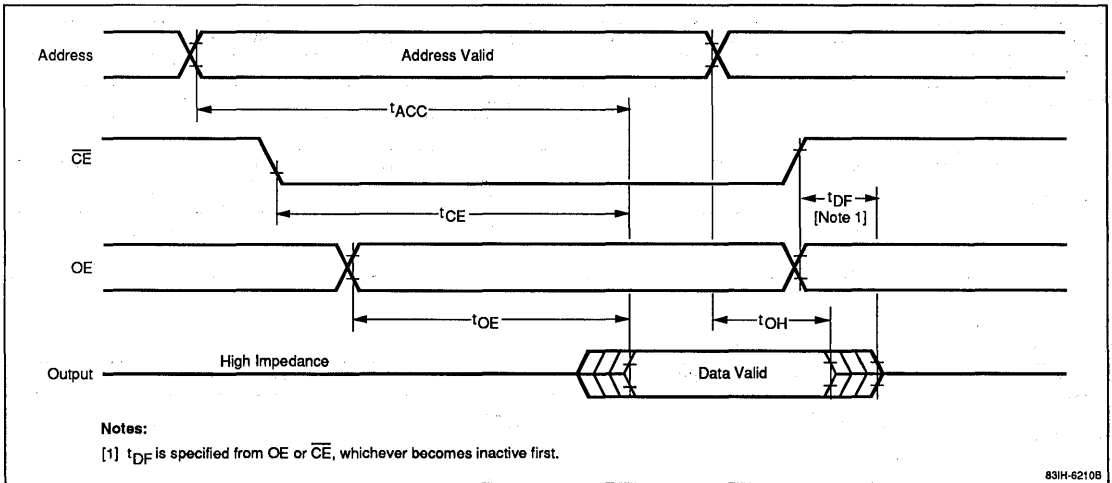 Address
Address Valid
tACC
CE
tCE
tDF
[Note 1]
OE
tOE
tOH
Output
High Impedance
Data Valid
Notes:
[1] tDF is specified from OE or CE, whichever becomes inactive first.
83IH-6210B